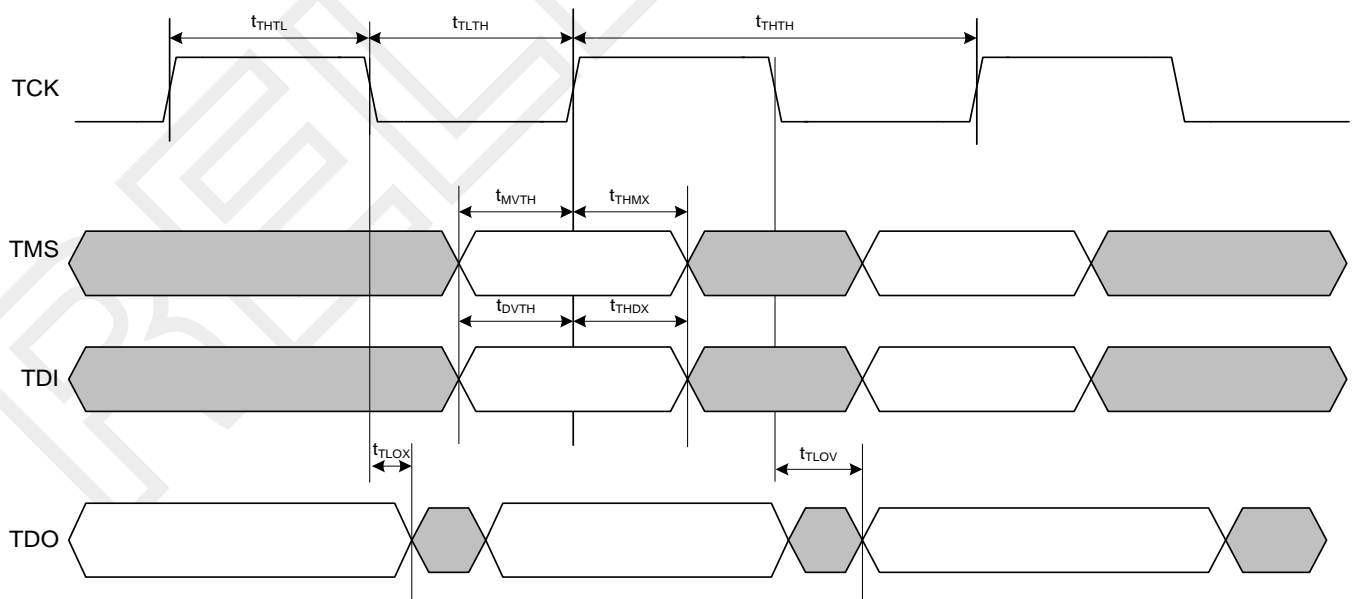 tTHTL tTLTH tTHTH
TCK
tMVTH tTHMX
TMS
tDVTH tTHDX
TDI
tTLOX tTLOV
TDO